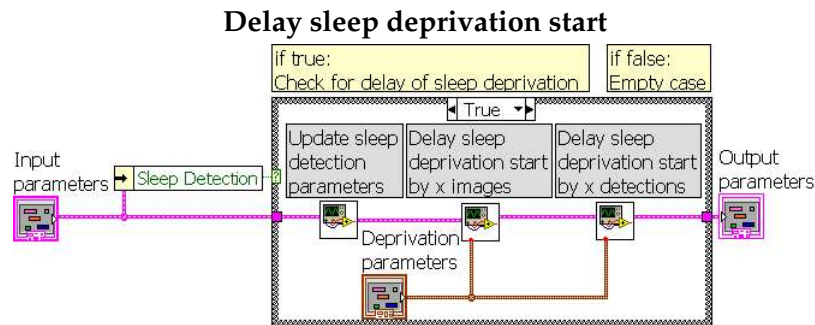 Delay sleep deprivation start
if true:
Check for delay of sleep deprivation
if false:
Empty case
True
Update sleep
detection
parameters
Delay sleep
deprivation start
by x images
Delay sleep
deprivation start
by x detections
Input
parameters
Sleep Detection
?
Output
parameters
Deprivation
parameters